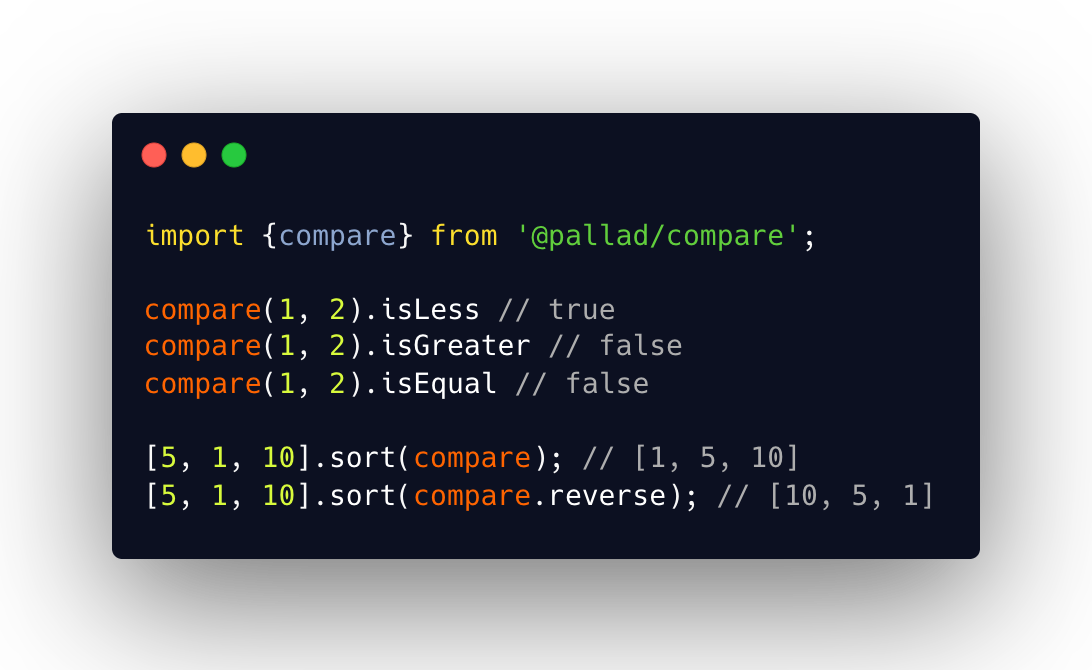 import {compare} from '@pallad/compare';
compare(1, 2).isLess // true
compare(1, 2).isGreater // false
compare(1, 2).isEqual // false
[5, 1, 10].sort(compare); // [1, 5, 10]
[5, 1, 10].sort(compare.reverse); // [10, 5, 1]